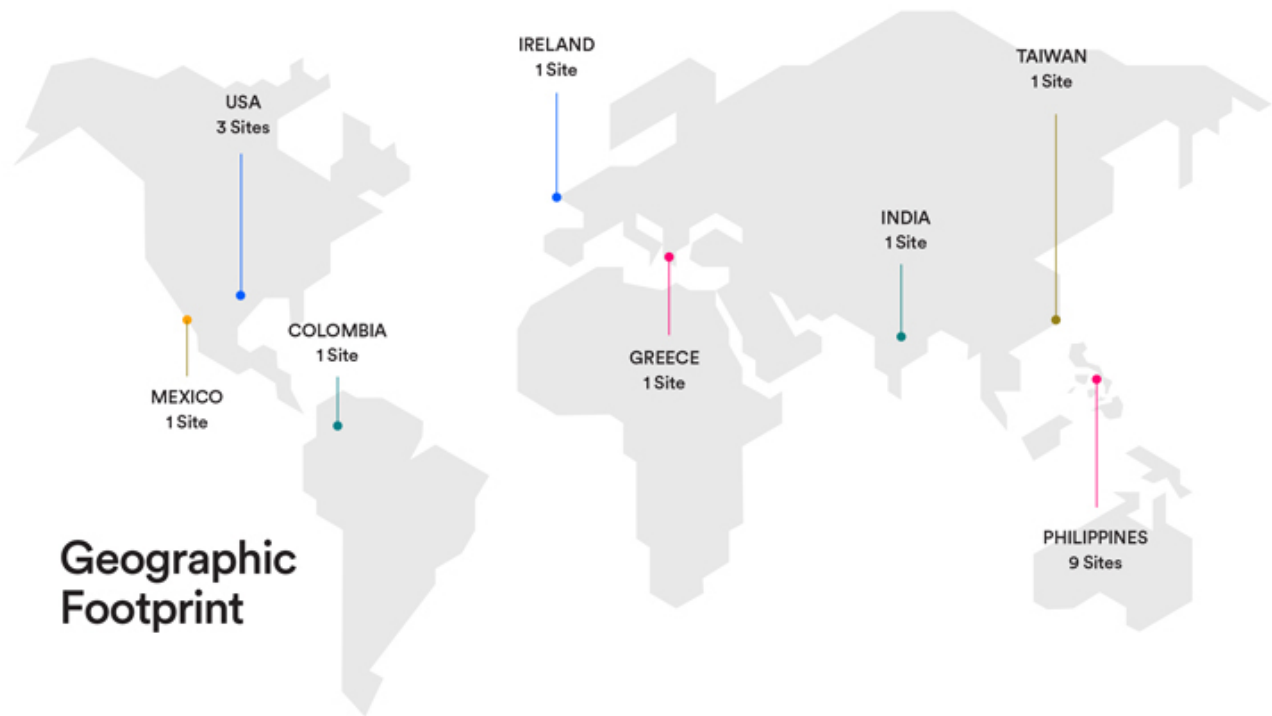 IRELAND
1 Site
TAIWAN
1 Site
USA
3 Sites
INDIA
1 Site
COLOMBIA
1 Site
GREECE
1 Site
MEXICO
1 Site
PHILIPPINES
9 Sites
Geographic
Footprint